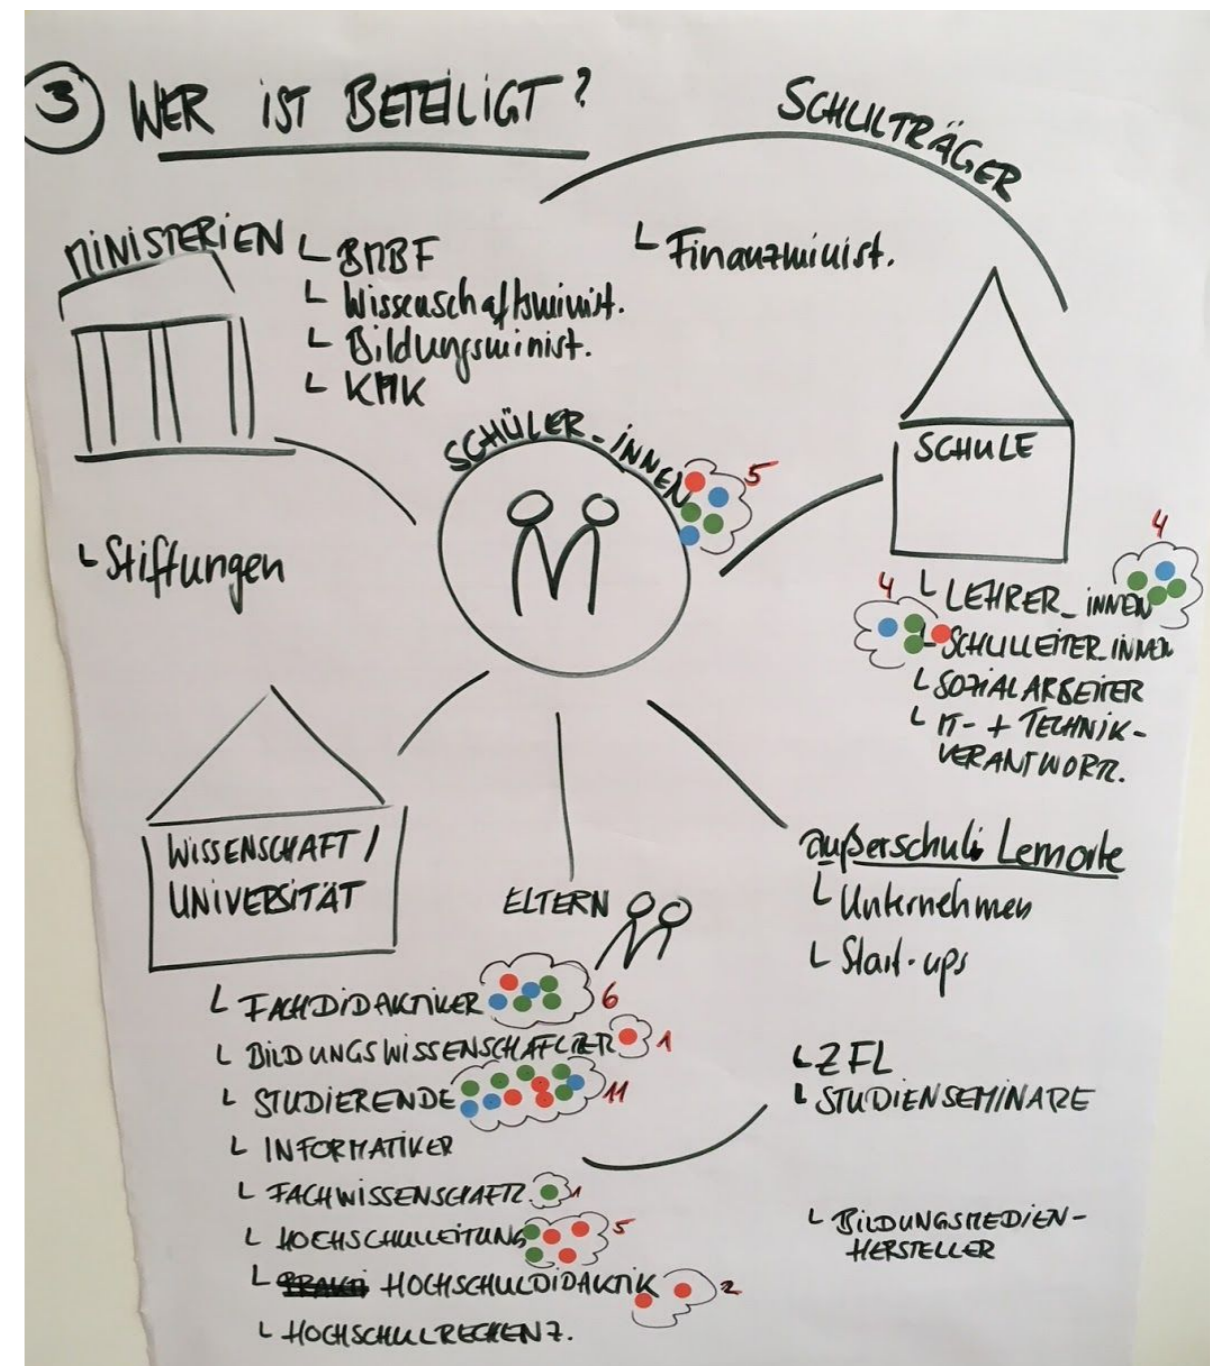 3 WER IST BETEILIGT?
SCHULTRÄGER
MINISTERIEN
└ BMBF
└ Wissenschaftsminist.
└ Bildungsminist.
└ KMK
└ Finanzminist.
SCHÜLER_INNEN
5
SCHULE
└ Stiftungen
4
└ LEHRER_INNEN
4
└ SCHULLEITER_INNEN
└ SOZIALARBEITER
└ IT- + TECHNIK-
VERANTWORTL.
WISSENSCHAFT /
UNIVERSITÄT
ELTERN
außerschul. Lernorte
└ Unternehmen
└ Start-ups
└ FACHDIDAKTIKER 6
└ BILDUNGSWISSENSCHAFTLER 1
└ STUDIERENDE 11
└ INFORMATIKER
└ FACHWISSENSCHAFTL. 1
└ HOCHSCHULLEITUNG 5
└ HOCHSCHULDIDAKTIK 2
└ HOCHSCHULRECHENZ.
└ ZFL
└ STUDIENSEMINARE
└ BILDUNGSMEDIEN-
HERSTELLER